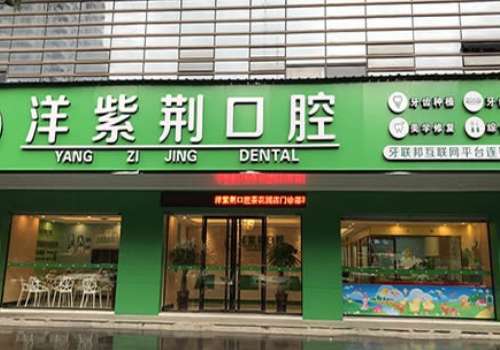 洋紫荆口腔
YANG ZI JING DENTAL
牙齿种植
美学修复
牙联邦互联网平台连
洋紫荆口腔茶花园店门诊部